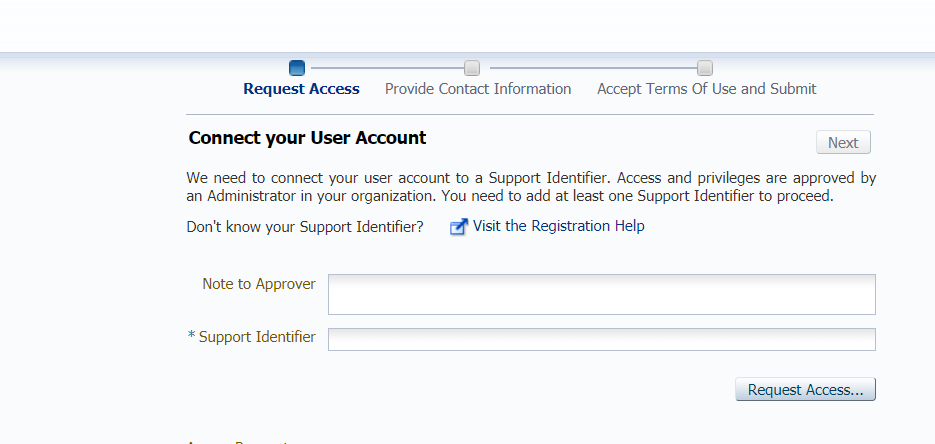 Request Access
Provide Contact Information
Accept Terms Of Use and Submit
Connect your User Account
Next
We need to connect your user account to a Support Identifier. Access and privileges are approved by
an Administrator in your organization. You need to add at least one Support Identifier to proceed.
Don't know your Support Identifier?
Visit the Registration Help
Note to Approver
* Support Identifier
Request Access...